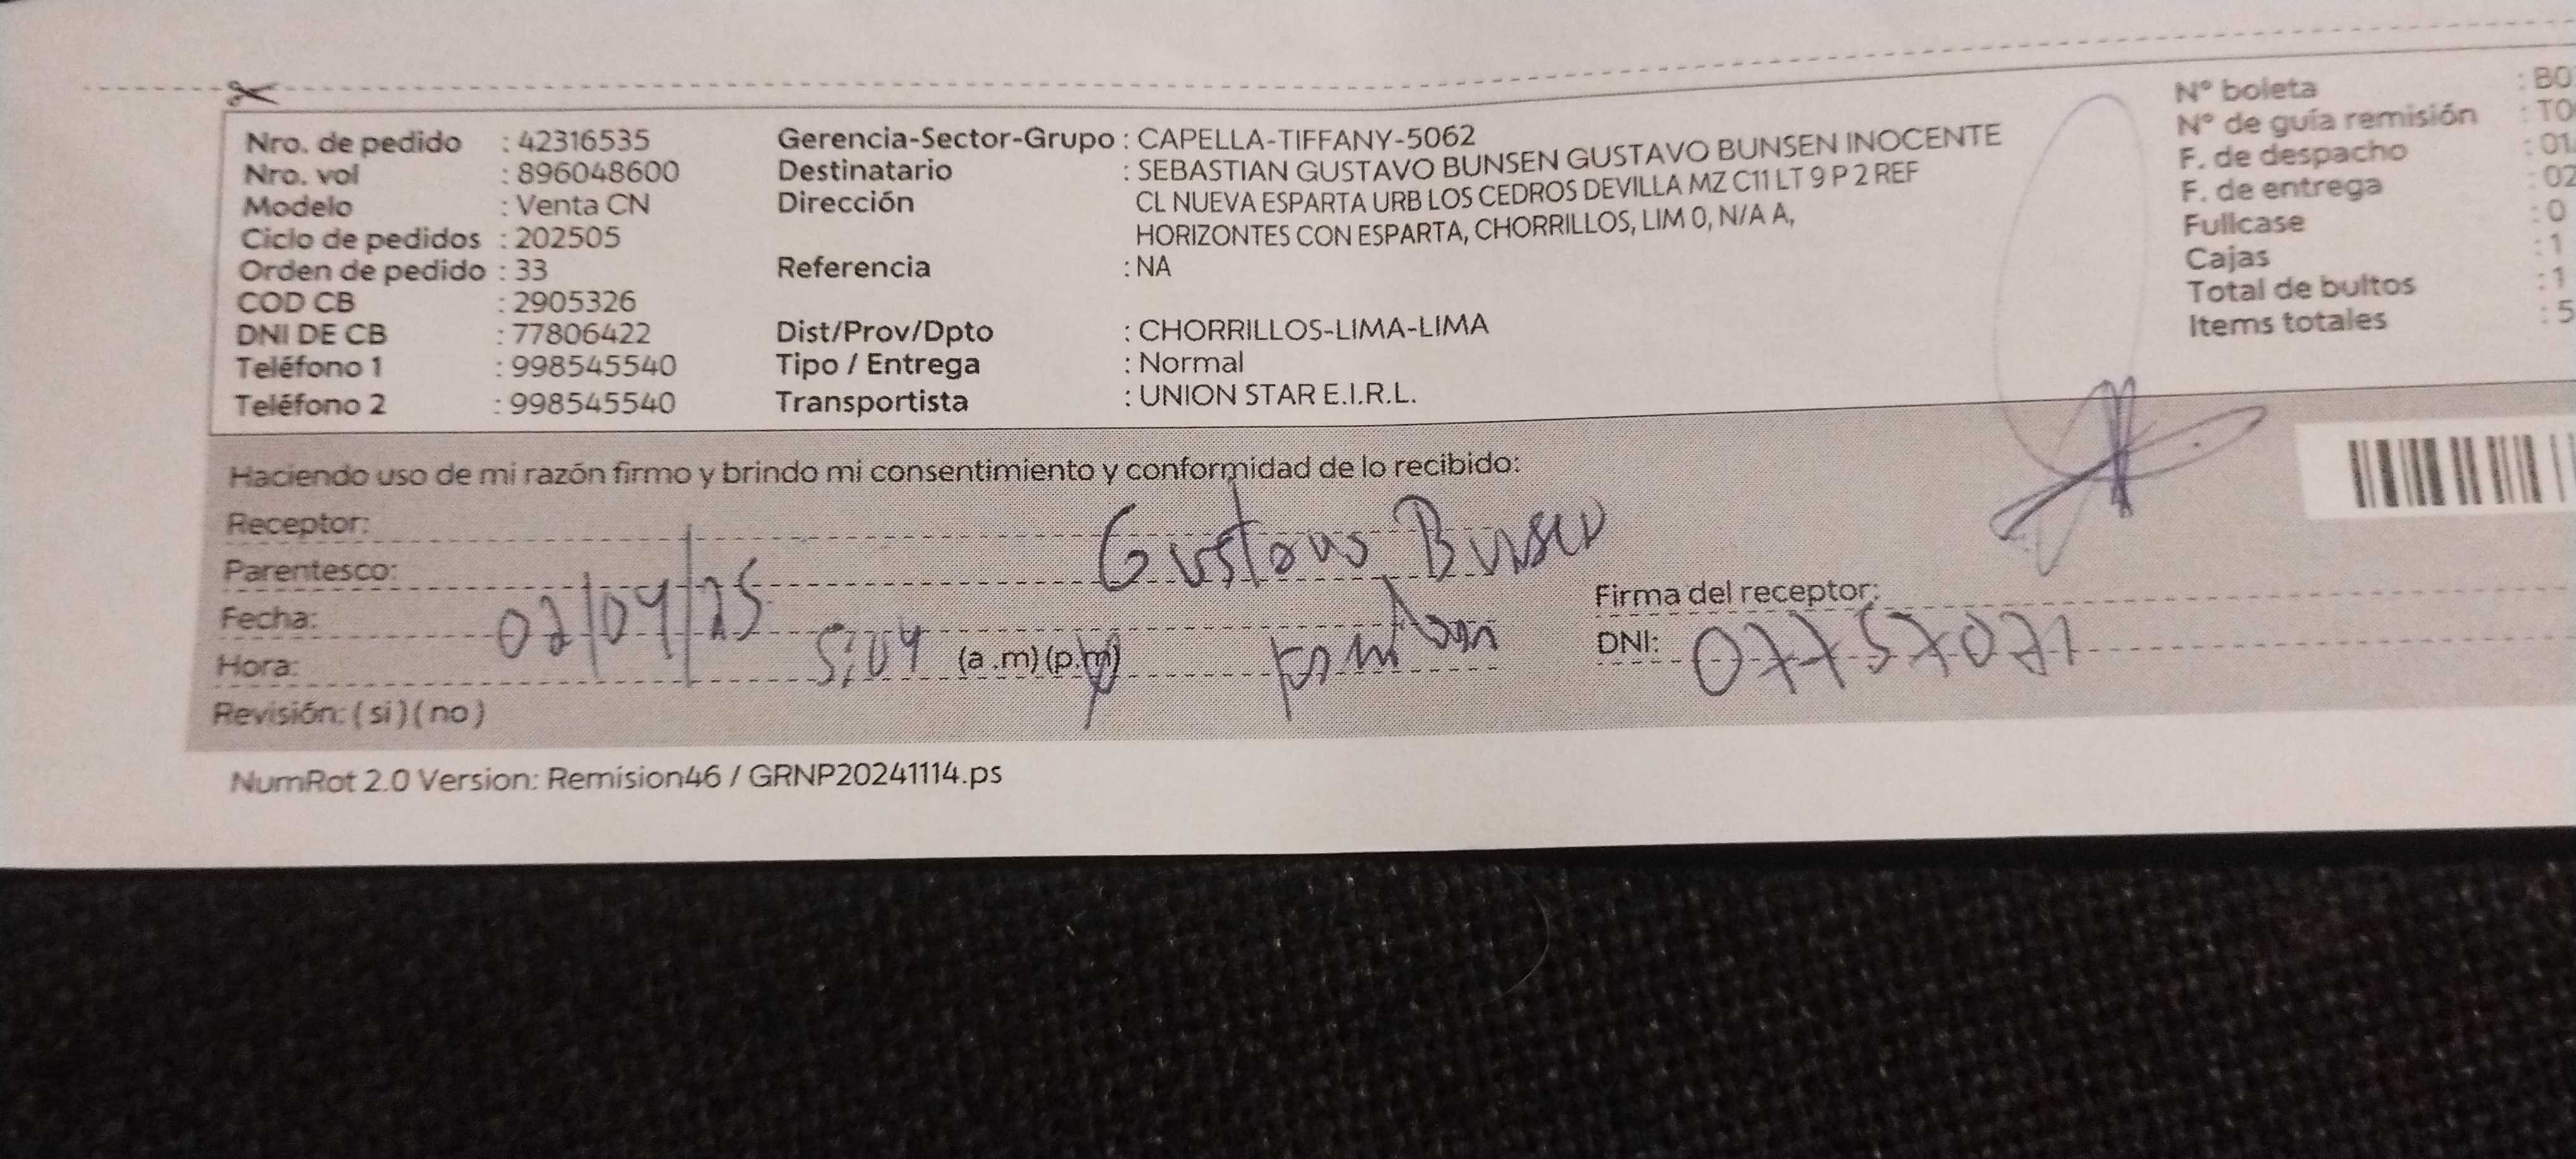 Nro. de pedido : 42316535
Nro. vol : 896048600
Modelo : Venta CN
Ciclo de pedidos : 202505
Orden de pedido : 33
COD CB : 2905326
DNI DE CB : 77806422
Teléfono 1 : 998545540
Teléfono 2 : 998545540
Gerencia-Sector-Grupo : CAPELLA-TIFFANY-5062
Destinatario : SEBASTIAN GUSTAVO BUNSEN GUSTAVO BUNSEN INOCENTE
Dirección CL NUEVA ESPARTA URB LOS CEDROS DEVILLA MZ C11 LT 9 P 2 REF
HORIZONTES CON ESPARTA, CHORRILLOS, LIM 0, N/A A,
Referencia : NA
Dist/Prov/Dpto : CHORRILLOS-LIMA-LIMA
Tipo / Entrega : Normal
Transportista : UNION STAR E.I.R.L.
N° boleta : BO
N° de guía remisión : TO
F. de despacho : 01
F. de entrega : 02
Fullcase : 0
Cajas : 1
Total de bultos : 1
Items totales : 5
Haciendo uso de mi razón firmo y brindo mi consentimiento y conformidad de lo recibido:
Receptor: Gustavo Bunsen
Parentesco:
Fecha: 02/04/25
Hora: 5:04 (a .m) (p.m)
Revisión: ( si ) ( no )
Firma del receptor:
DNI: 07757071
NumRot 2.0 Version: Remision46 / GRNP20241114.ps